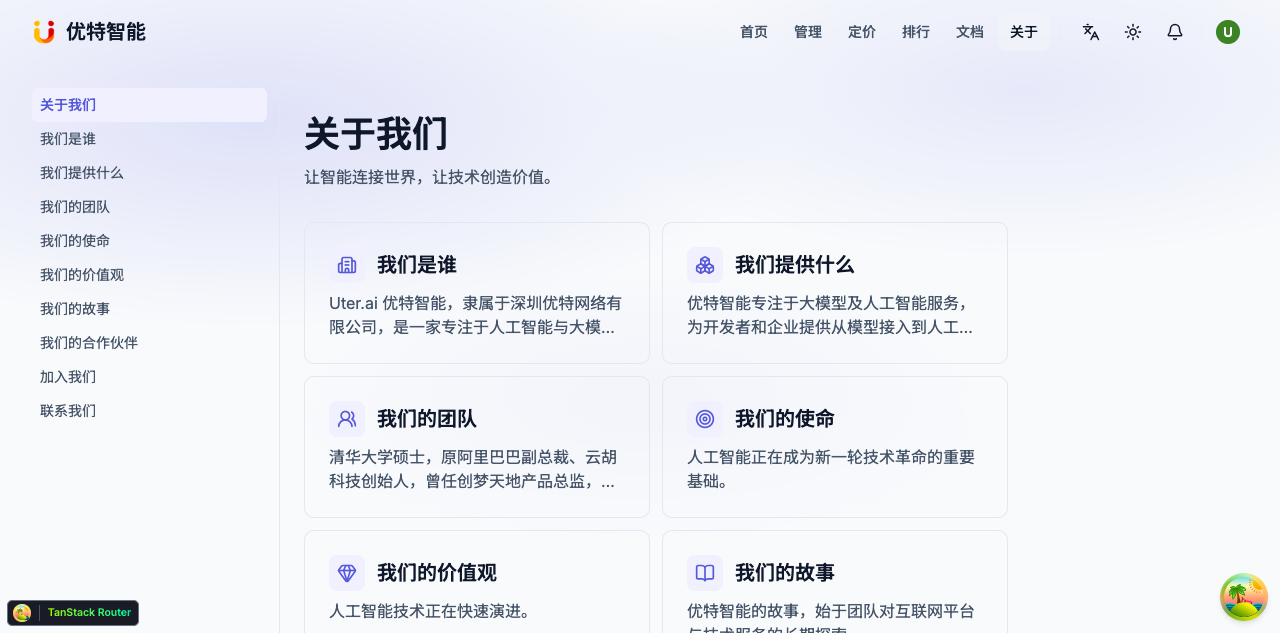 优特智能
首页 管理 定价 排行 文档 关于
U
关于我们
我们是谁
我们提供什么
我们的团队
我们的使命
我们的价值观
我们的故事
我们的合作伙伴
加入我们
联系我们
关于我们
让智能连接世界，让技术创造价值。
我们是谁
Uter.ai 优特智能，隶属于深圳优特网络有
限公司，是一家专注于人工智能与大模...
我们提供什么
优特智能专注于大模型及人工智能服务，
为开发者和企业提供从模型接入到人工...
我们的团队
清华大学硕士，原阿里巴巴副总裁、云胡
科技创始人，曾任创梦天地产品总监，...
我们的使命
人工智能正在成为新一轮技术革命的重要
基础。
我们的价值观
人工智能技术正在快速演进。
我们的故事
优特智能的故事，始于团队对互联网平台
与技术服务的长期探索
TanStack Router